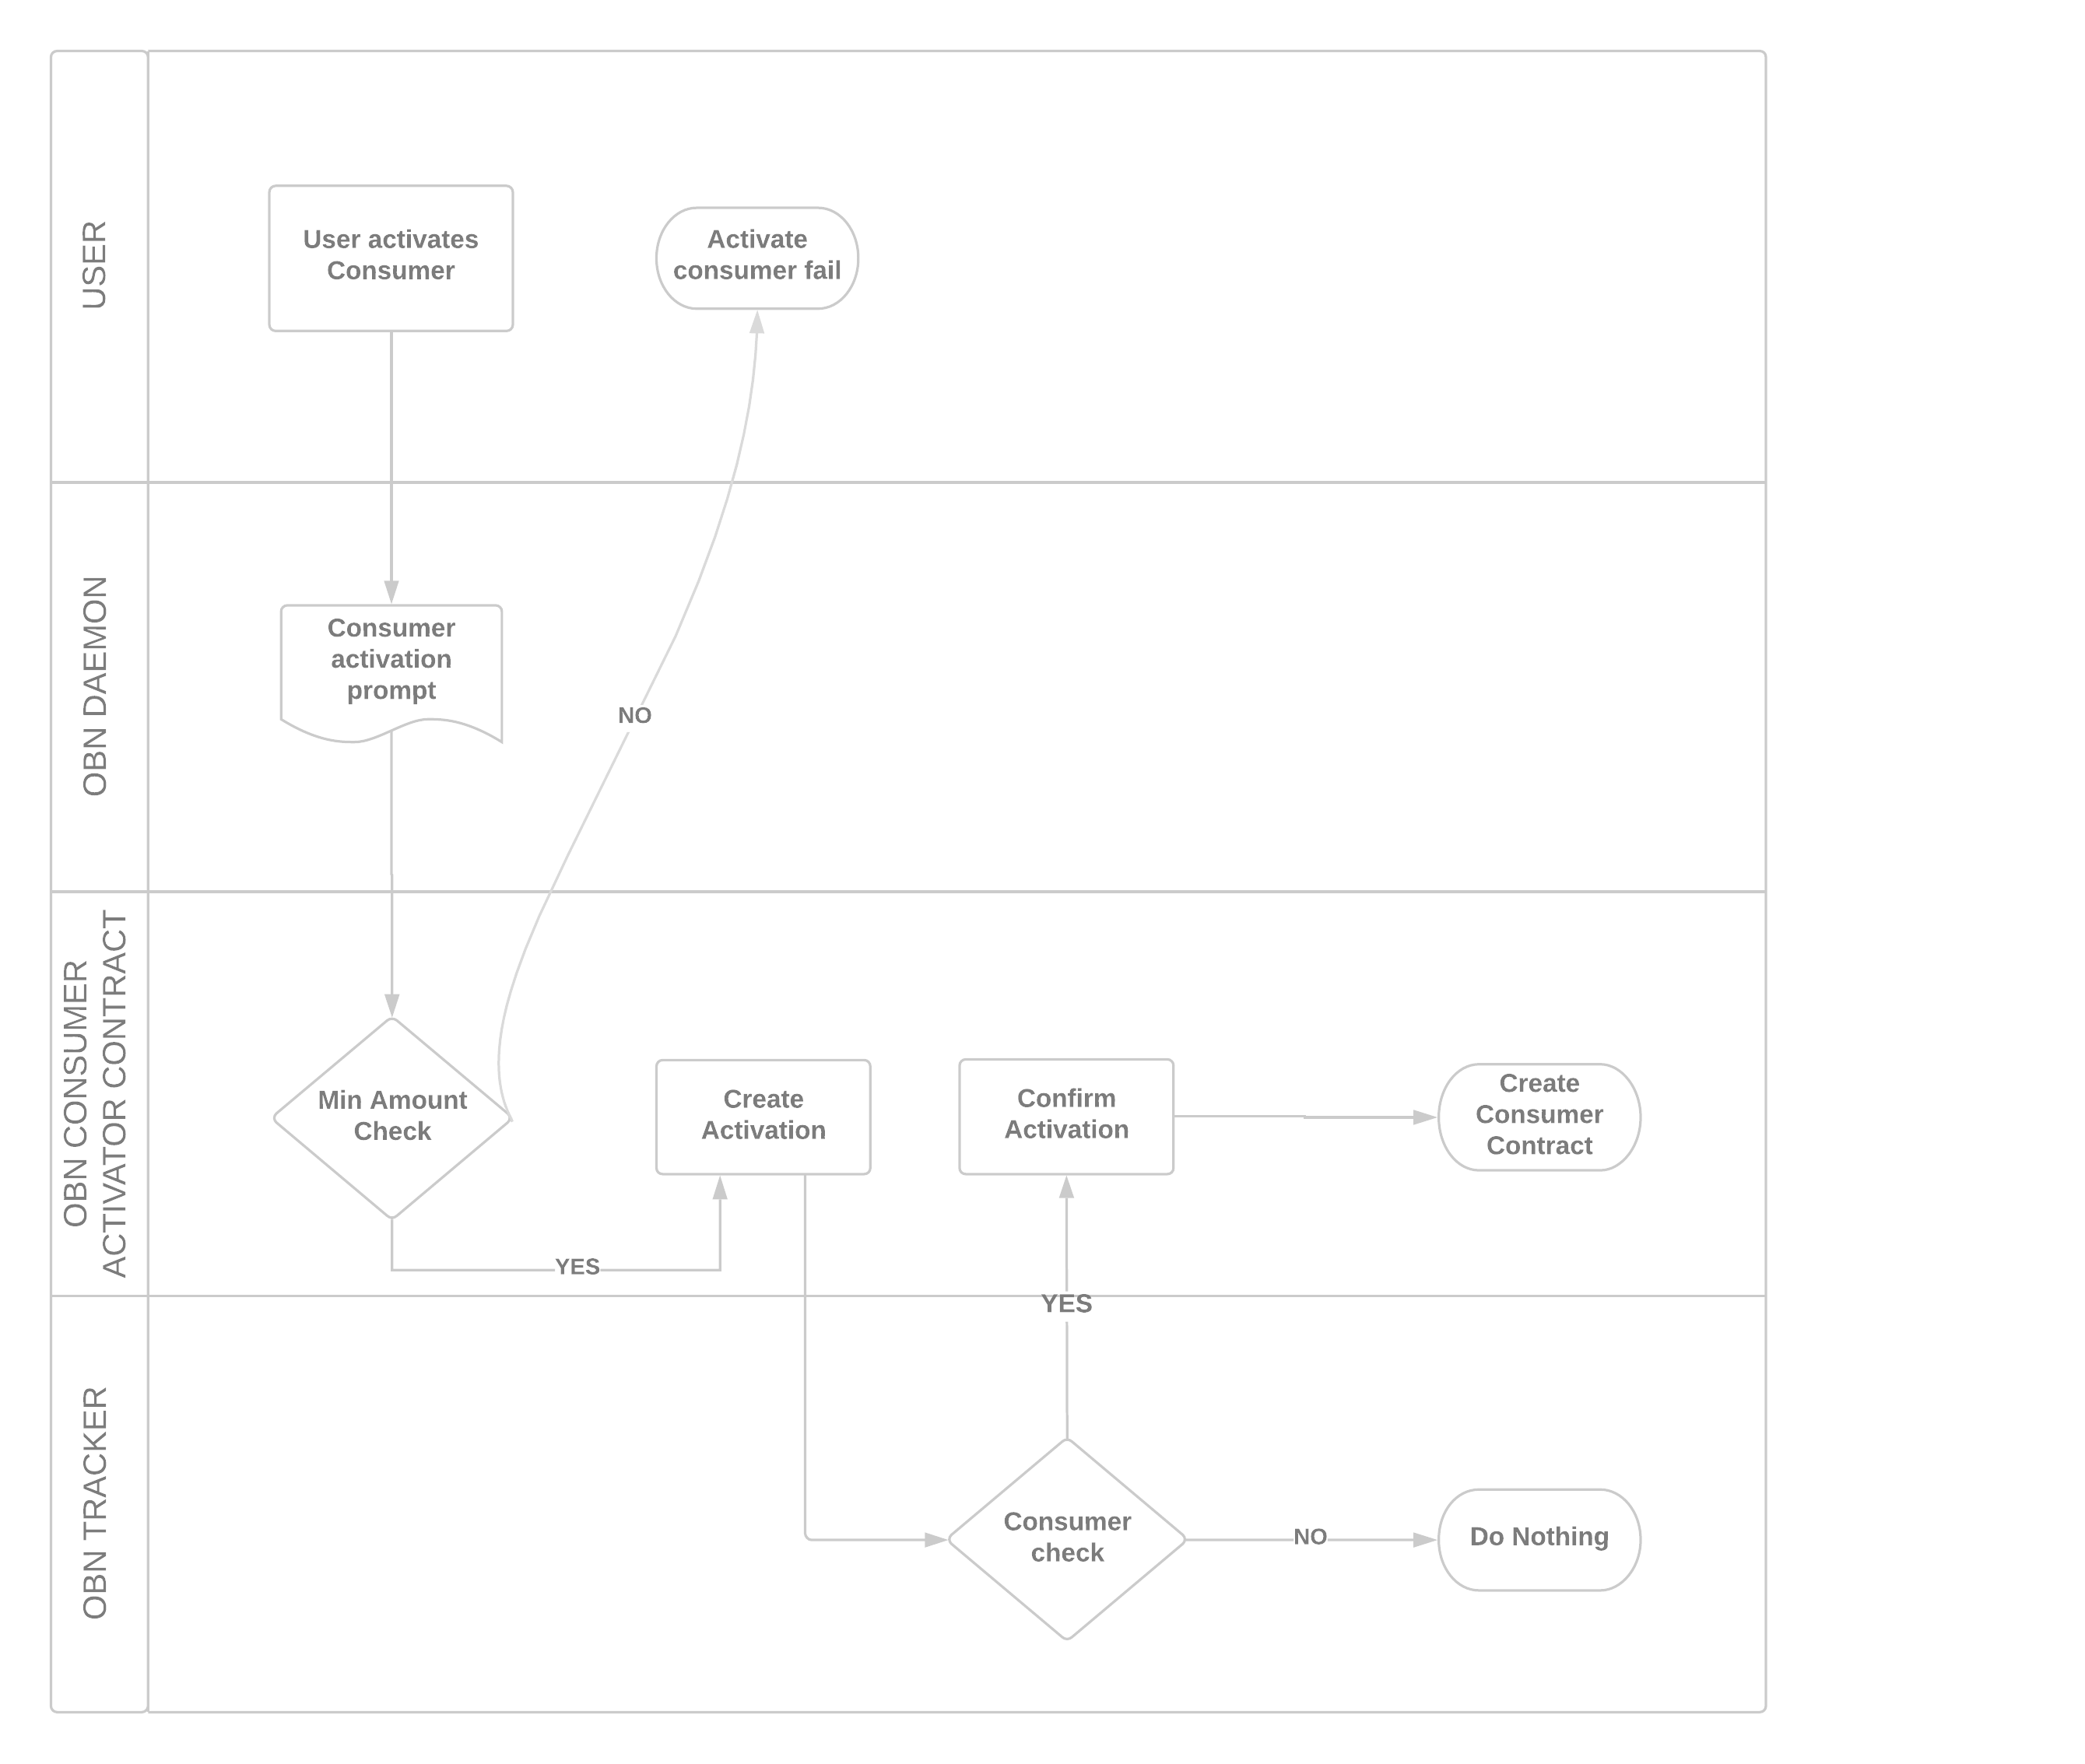 USER
User activates
Consumer
Activate
consumer fail
OBN DAEMON
Consumer
activation
prompt
NO
OBN CONSUMER
ACTIVATOR CONTRACT
Min Amount
Check
Create
Activation
Confirm
Activation
Create
Consumer
Contract
YES
YES
OBN TRACKER
Consumer
check
NO
Do Nothing